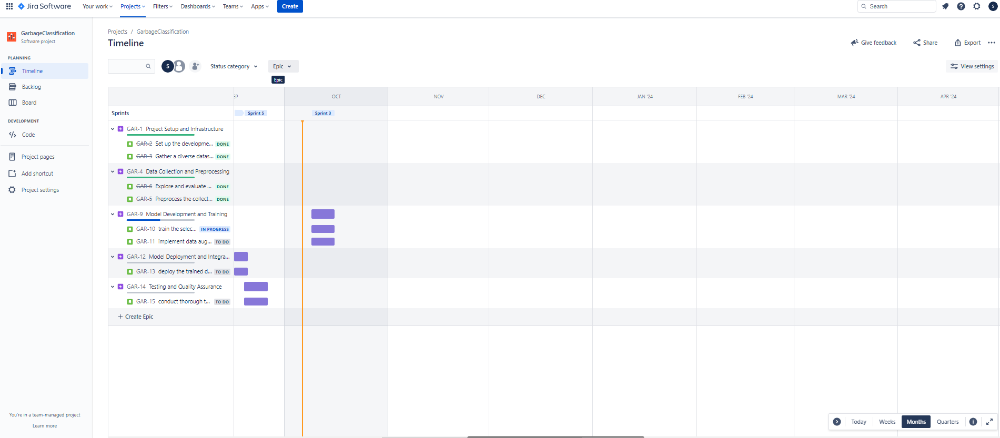 Jira Software Your work Projects Filters Dashboards Teams Apps Create Search S
GarbageClassification
Software project
PLANNING
Timeline
Backlog
Board
DEVELOPMENT
Code
Project pages
Add shortcut
Project settings
You're in a team-managed project
Learn more
Projects / GarbageClassification
Timeline
Give feedback Share Export
S Status category Epic View settings
Epic
EP OCT NOV DEC JAN '24 FEB '24 MAR '24 APR '24
Sprints Sprint 5 Sprint 3
GAR-1 Project Setup and Infrastructure
GAR-2 Set up the developme... DONE
GAR-3 Gather a diverse datas... DONE
GAR-4 Data Collection and Preprocessing
GAR-6 Explore and evaluate ... DONE
GAR-5 Preprocess the collect... DONE
GAR-9 Model Development and Training
GAR-10 train the selec... IN PROGRESS
GAR-11 implement data aug... TO DO
GAR-12 Model Deployment and Integra...
GAR-13 deploy the trained d... TO DO
GAR-14 Testing and Quality Assurance
GAR-15 conduct thorough t... TO DO
+ Create Epic
Today Weeks Months Quarters